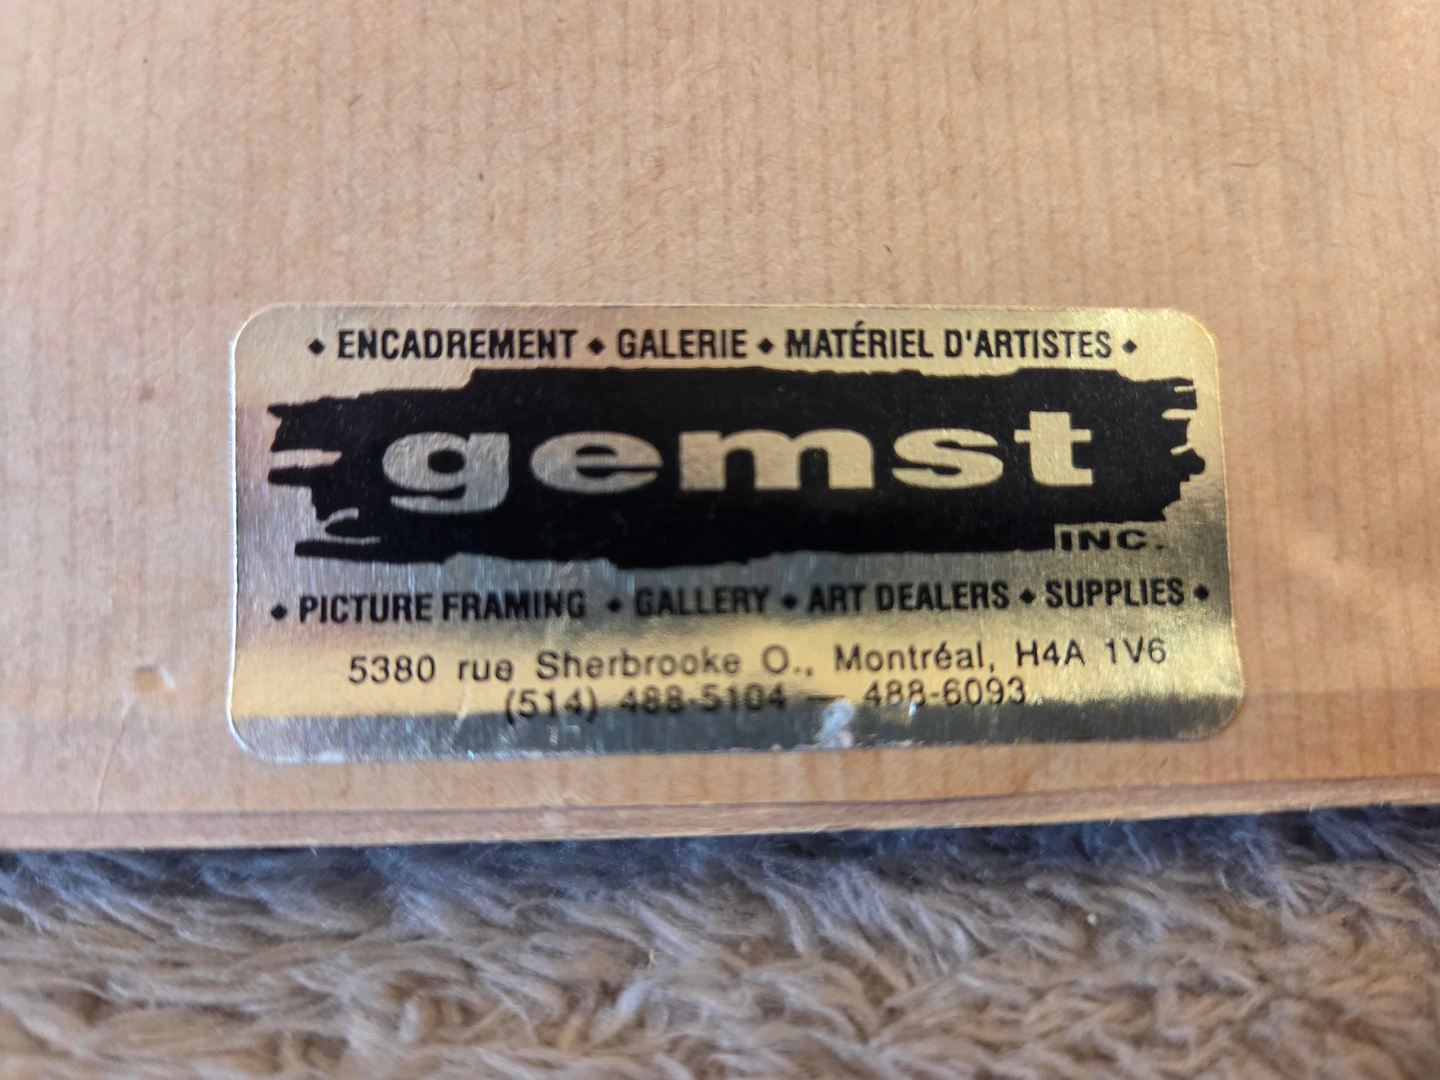 ◆ ENCADREMENT ◆ GALERIE ◆ MATÉRIEL D'ARTISTES ◆
gemst
INC.
◆ PICTURE FRAMING ◆ GALLERY ◆ ART DEALERS ◆ SUPPLIES ◆
5380 rue Sherbrooke O., Montréal, H4A 1V6
(514) 488-5104 — 488-6093